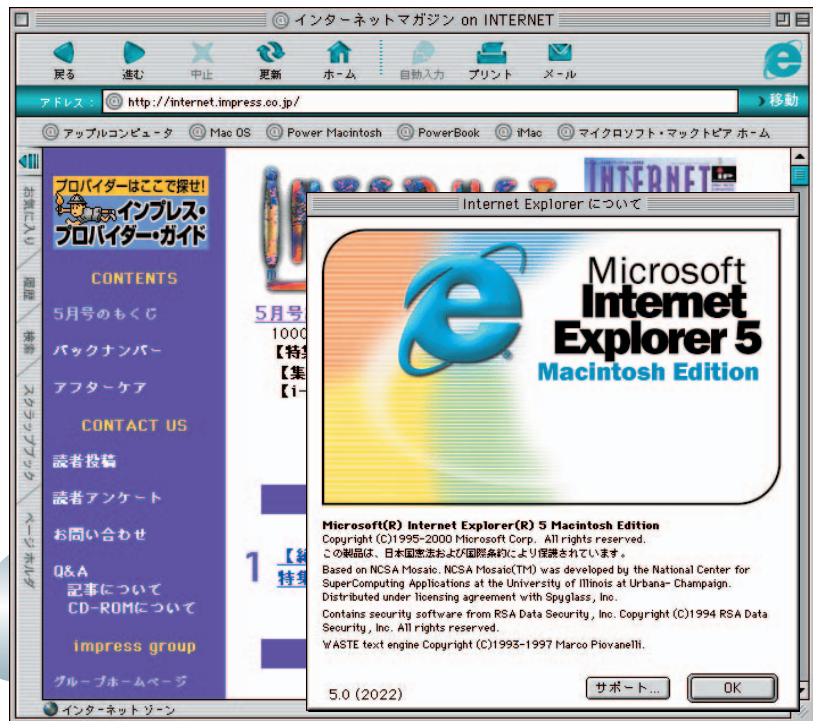 インターネットマガジン on INTERNET
戻る 進む 中止 更新 ホーム 自動入力 プリント メール
アドレス: http://internet.impress.co.jp/ 移動
アップルコンピュータ Mac OS Power Macintosh PowerBook iMac マイクロソフト・マックトピア ホーム
お気に入り
履歴
検索
スクラップブック
ページホルダ
プロバイダーはここで探せ!
インプレス・
プロバイダー・ガイド
CONTENTS
5月号のもくじ
バックナンバー
アフターケア
CONTACT US
読者投稿
読者アンケート
お問い合わせ
Q&A
記事について
CD-ROMについて
impress group
グループホームページ
INTERNET
INTERNET
5月号
1000
【特集
【集
【i-
1 【総
特集
Internet Explorer について
Microsoft
Internet
Explorer 5
Macintosh Edition
Microsoft(R) Internet Explorer(R) 5 Macintosh Edition
Copyright (C)1995-2000 Microsoft Corp. All rights reserved.
この製品は、日本国憲法および国際条約により保護されています。
Based on NCSA Mosaic. NCSA Mosaic(TM) was developed by the National Center for
SuperComputing Applications at the University of Illinois at Urbana- Champaign.
Distributed under licensing agreement with Spyglass, Inc.
Contains security software from RSA Data Security, Inc. Copyright (C)1994 RSA Data
Security, Inc. All rights reserved.
WASTE text engine Copyright (C)1993-1997 Marco Piovanelli.
5.0 (2022)
サポート... OK
インターネット ゾーン